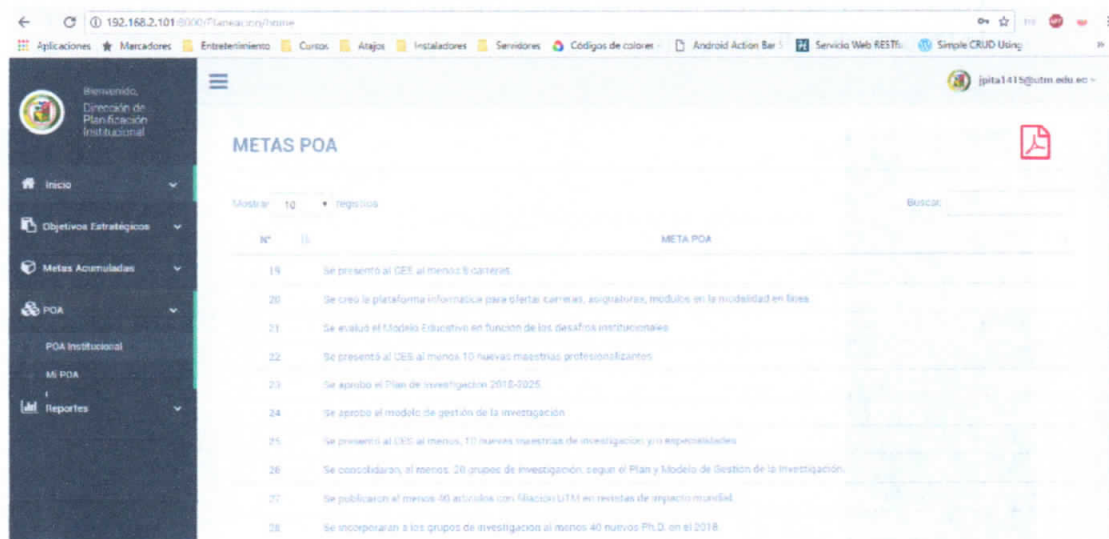 192.168.2.101:8000/Planeacion/home
Aplicaciones Marcadores Entretenimiento Cursos Atajos Instaladores Servidores Códigos de colores - Android Action Bar S Servicio Web RESTfu Simple CRUD Using
Bienvenido,
Dirección de
Planificación
Institucional
jpita1415@utm.edu.ec
METAS POA
Inicio
Mostrar 10 registros
Buscar:
Objetivos Estratégicos
N° META POA
Metas Acumuladas
19 Se presentó al CES al menos 8 carreras.
20 Se creó la plataforma informática para ofertar carreras, asignaturas, módulos en la modalidad en línea
POA
21 Se evaluó el Modelo Educativo en función de los desafíos institucionales
POA Institucional
22 Se presentó al CES al menos 10 nuevas maestrías profesionalizantes
Mi POA
23 Se aprobó el Plan de investigación 2018-2025
Reportes
24 Se aprobó el modelo de gestión de la investigación
25 Se presentó al CES al menos, 10 nuevas maestrías de investigación y/o especialidades
26 Se consolidaron, al menos, 20 grupos de investigación, según el Plan y Modelo de Gestión de la Investigación.
27 Se publicaron al menos 40 artículos con filiación UTM en revistas de impacto mundial.
28 Se incorporaran a los grupos de investigación al menos 40 nuevos Ph.D. en el 2018.